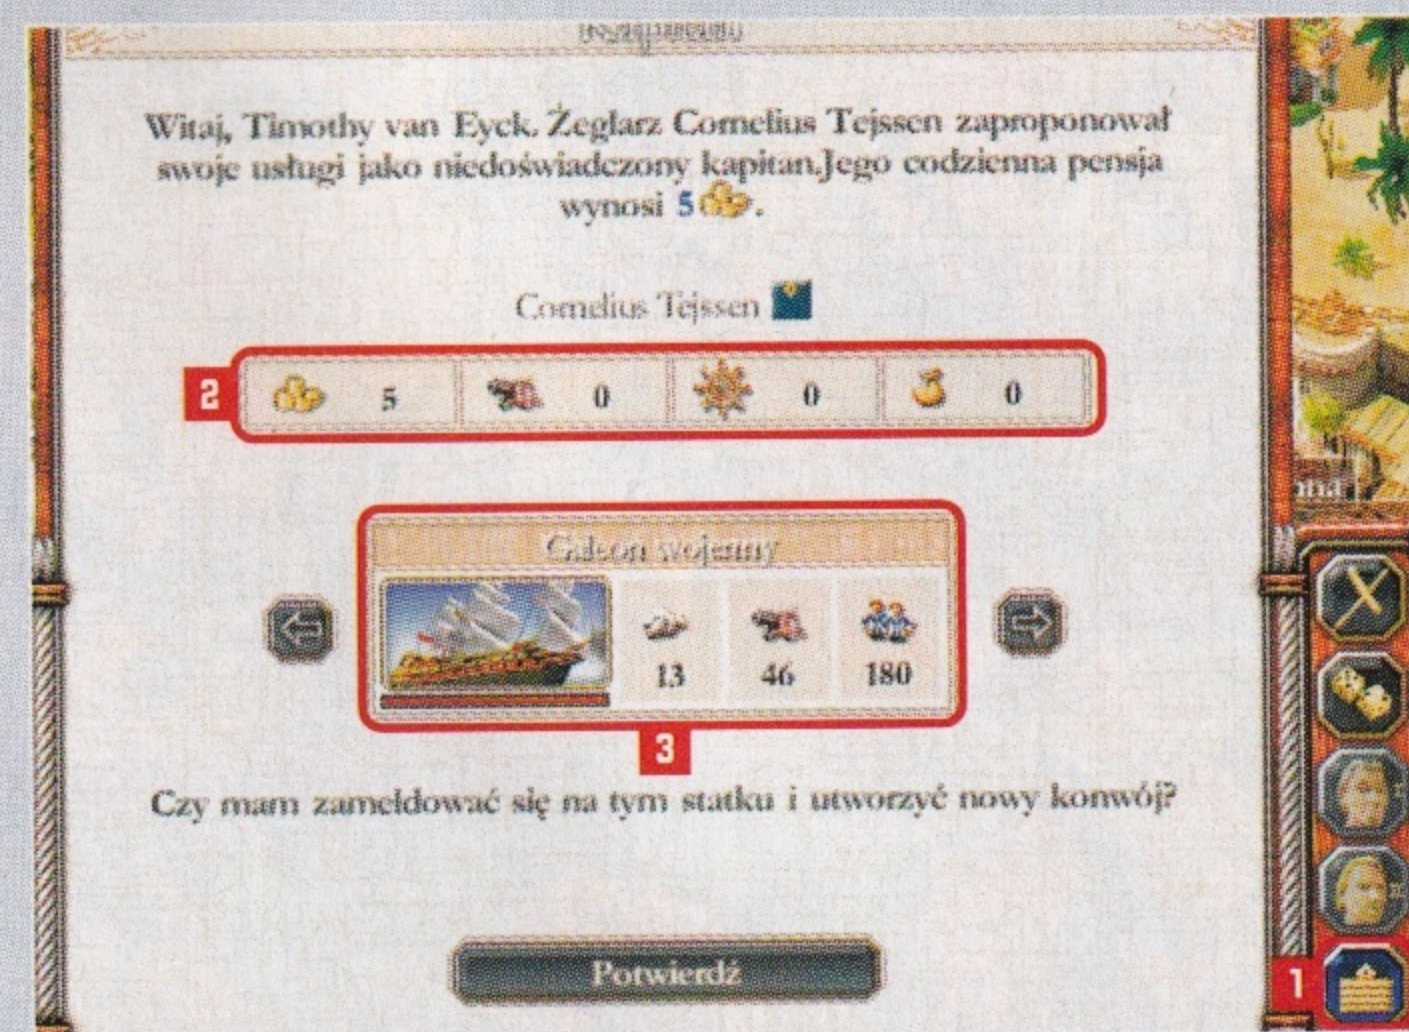 Witaj, Timothy van Eyck. Żeglarz Cornelius Tejssen zaproponował
swoje usługi jako niedoświadczony kapitan.Jego codzienna pensja
wynosi 5.
Cornelius Tejssen
2
5 0 0 0
Galeon wojenny
13 46 180
3
Czy mam zameldować się na tym statku i utworzyć nowy konwój?
Potwierdź
1